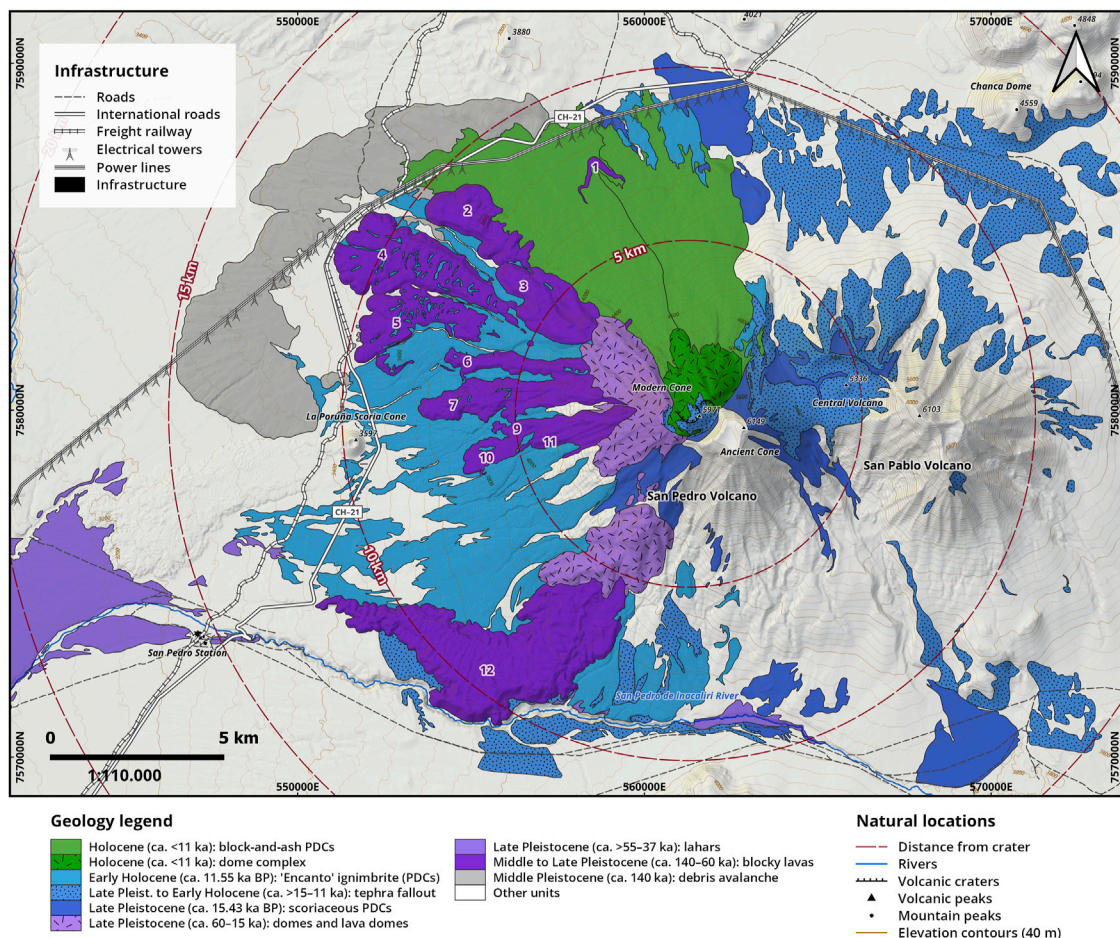 550000E
560000E
570000E
7590000N
7590000N
4021
3880
4848
Chanca Dome
4559
Infrastructure
Roads
International roads
Freight railway
Electrical towers
Power lines
Infrastructure
CH–21
1
2
5 km
15 km
4
3
5
6
Modern Cone
5336
Central Volcano
6103
7
5971
7580000N
7580000N
La Poruña Scoria Cone
3597
9
11
6149
Ancient Cone
10
San Pablo Volcano
San Pedro Volcano
CH–21
10 km
San Pedro Station
12
San Pedro de Inacaliri River
0 5 km
1:110.000
7570000N
7570000N
550000E
560000E
570000E
Geology legend
Holocene (ca. <11 ka): block-and-ash PDCs
Holocene (ca. <11 ka): dome complex
Early Holocene (ca. 11.55 ka BP): 'Encanto' ignimbrite (PDCs)
Late Pleist. to Early Holocene (ca. >15–11 ka): tephra fallout
Late Pleistocene (ca. 15.43 ka BP): scoriaceous PDCs
Late Pleistocene (ca. 60–15 ka): domes and lava domes
Late Pleistocene (ca. >55–37 ka): lahars
Middle to Late Pleistocene (ca. 140–60 ka): blocky lavas
Middle Pleistocene (ca. 140 ka): debris avalanche
Other units
Natural locations
Distance from crater
Rivers
Volcanic craters
Volcanic peaks
Mountain peaks
Elevation contours (40 m)